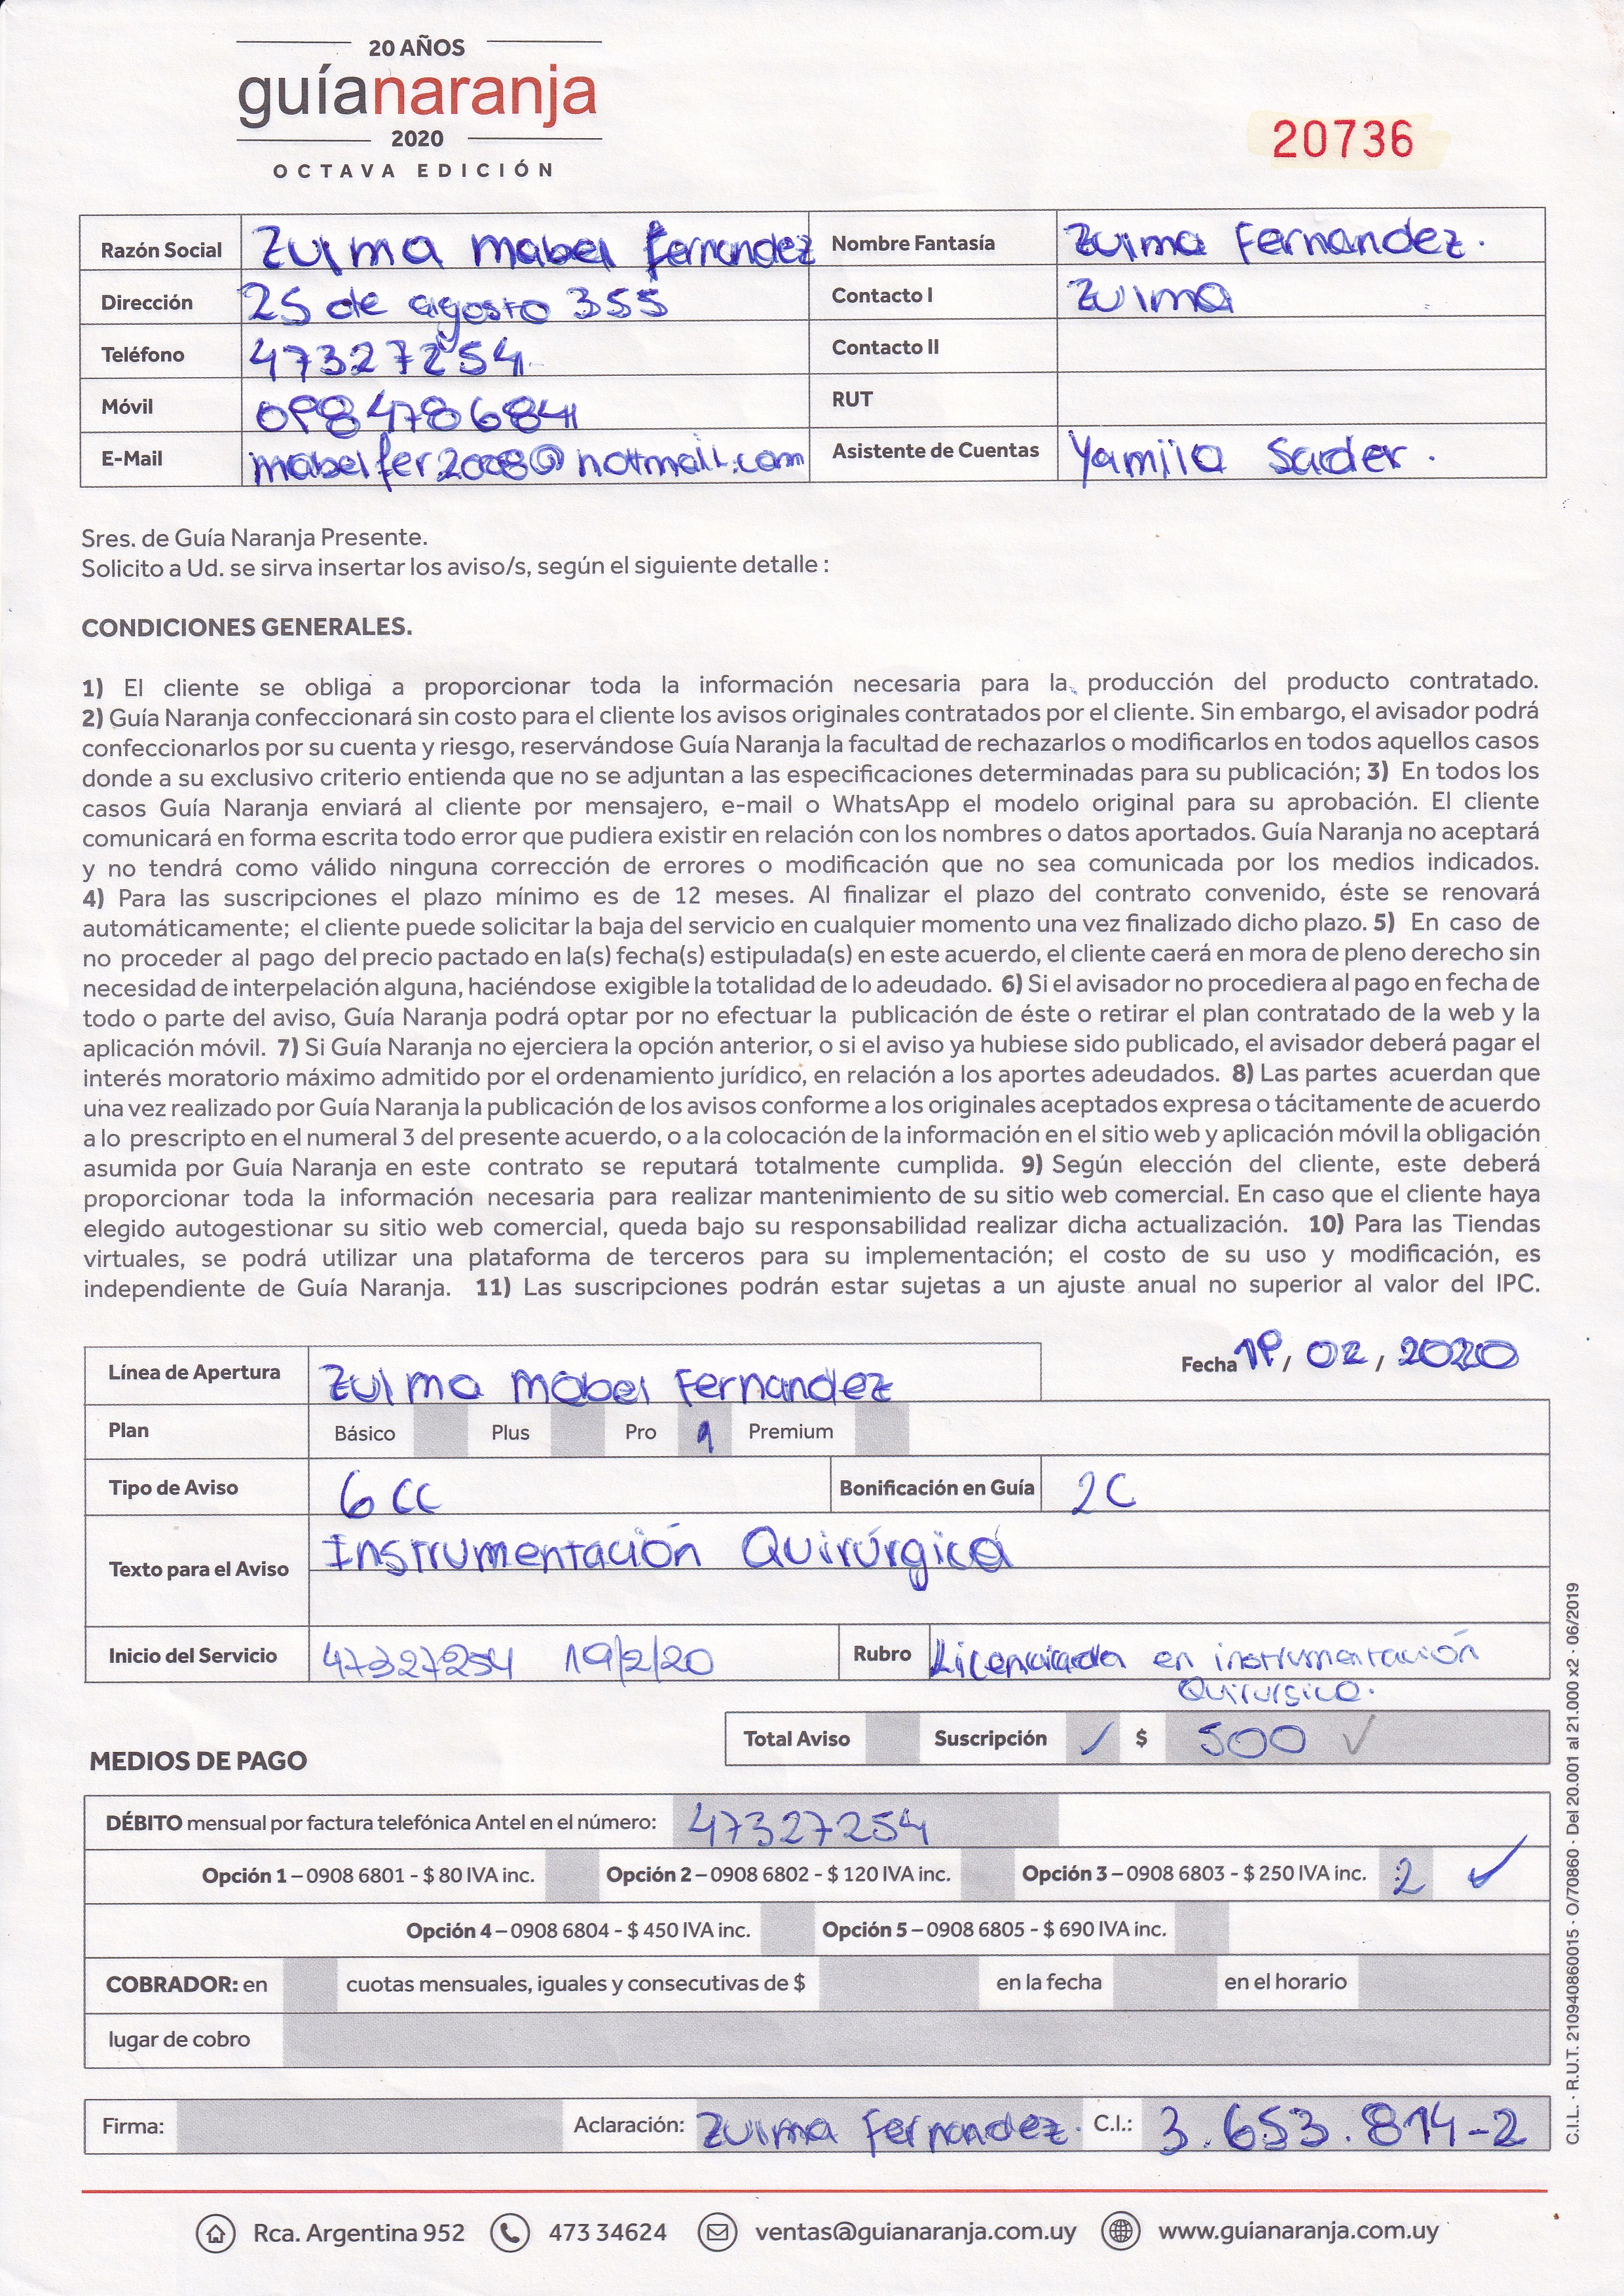 20 AÑOS
guíanaranja
2020
OCTAVA EDICIÓN
20736
Razón Social Zulma Mabel Fernandez Nombre Fantasía Zulma Fernandez.
Dirección 25 de agosto 355 Contacto I Zulma
Teléfono 47327254 Contacto II
Móvil 098478684 RUT
E-Mail mabelfer2008@hotmail.com Asistente de Cuentas Yamila Sader.
Sres. de Guía Naranja Presente.
Solicito a Ud. se sirva insertar los aviso/s, según el siguiente detalle :
CONDICIONES GENERALES.
1) El cliente se obliga a proporcionar toda la información necesaria para la producción del producto contratado.
2) Guía Naranja confeccionará sin costo para el cliente los avisos originales contratados por el cliente. Sin embargo, el avisador podrá
confeccionarlos por su cuenta y riesgo, reservándose Guía Naranja la facultad de rechazarlos o modificarlos en todos aquellos casos
donde a su exclusivo criterio entienda que no se adjuntan a las especificaciones determinadas para su publicación; 3) En todos los
casos Guía Naranja enviará al cliente por mensajero, e-mail o WhatsApp el modelo original para su aprobación. El cliente
comunicará en forma escrita todo error que pudiera existir en relación con los nombres o datos aportados. Guía Naranja no aceptará
y no tendrá como válido ninguna corrección de errores o modificación que no sea comunicada por los medios indicados.
4) Para las suscripciones el plazo mínimo es de 12 meses. Al finalizar el plazo del contrato convenido, éste se renovará
automáticamente; el cliente puede solicitar la baja del servicio en cualquier momento una vez finalizado dicho plazo. 5) En caso de
no proceder al pago del precio pactado en la(s) fecha(s) estipulada(s) en este acuerdo, el cliente caerá en mora de pleno derecho sin
necesidad de interpelación alguna, haciéndose exigible la totalidad de lo adeudado. 6) Si el avisador no procediera al pago en fecha de
todo o parte del aviso, Guía Naranja podrá optar por no efectuar la publicación de éste o retirar el plan contratado de la web y la
aplicación móvil. 7) Si Guía Naranja no ejerciera la opción anterior, o si el aviso ya hubiese sido publicado, el avisador deberá pagar el
interés moratorio máximo admitido por el ordenamiento jurídico, en relación a los aportes adeudados. 8) Las partes acuerdan que
una vez realizado por Guía Naranja la publicación de los avisos conforme a los originales aceptados expresa o tácitamente de acuerdo
a lo prescripto en el numeral 3 del presente acuerdo, o a la colocación de la información en el sitio web y aplicación móvil la obligación
asumida por Guía Naranja en este contrato se reputará totalmente cumplida. 9) Según elección del cliente, este deberá
proporcionar toda la información necesaria para realizar mantenimiento de su sitio web comercial. En caso que el cliente haya
elegido autogestionar su sitio web comercial, queda bajo su responsabilidad realizar dicha actualización. 10) Para las Tiendas
virtuales, se podrá utilizar una plataforma de terceros para su implementación; el costo de su uso y modificación, es
independiente de Guía Naranja. 11) Las suscripciones podrán estar sujetas a un ajuste anual no superior al valor del IPC.
Fecha 19 / 02 / 2020
Línea de Apertura Zulma Mabel Fernandez
Plan Básico Plus Pro 1 Premium
Tipo de Aviso 6 CC Bonificación en Guía 2C
Texto para el Aviso Instrumentación Quirúrgica
Inicio del Servicio 47327254 19/2/20 Rubro Licenciada en instrumentación
Quirurgica.
Total Aviso Suscripción ✓ $ 500 ✓
MEDIOS DE PAGO
DÉBITO mensual por factura telefónica Antel en el número: 47327254
Opción 1 – 0908 6801 - $ 80 IVA inc. Opción 2 – 0908 6802 - $ 120 IVA inc. Opción 3 – 0908 6803 - $ 250 IVA inc. 2 ✓
Opción 4 – 0908 6804 - $ 450 IVA inc. Opción 5 – 0908 6805 - $ 690 IVA inc.
COBRADOR: en cuotas mensuales, iguales y consecutivas de $ en la fecha en el horario
lugar de cobro
Firma: Aclaración: Zulma Fernandez. C.I.: 3.653.814-2
Rca. Argentina 952 473 34624 ventas@guianaranja.com.uy www.guianaranja.com.uy
C.I.L. · R.U.T. 210940860015 · O/70860 · Del 20.001 al 21.000 x2 · 06/2019